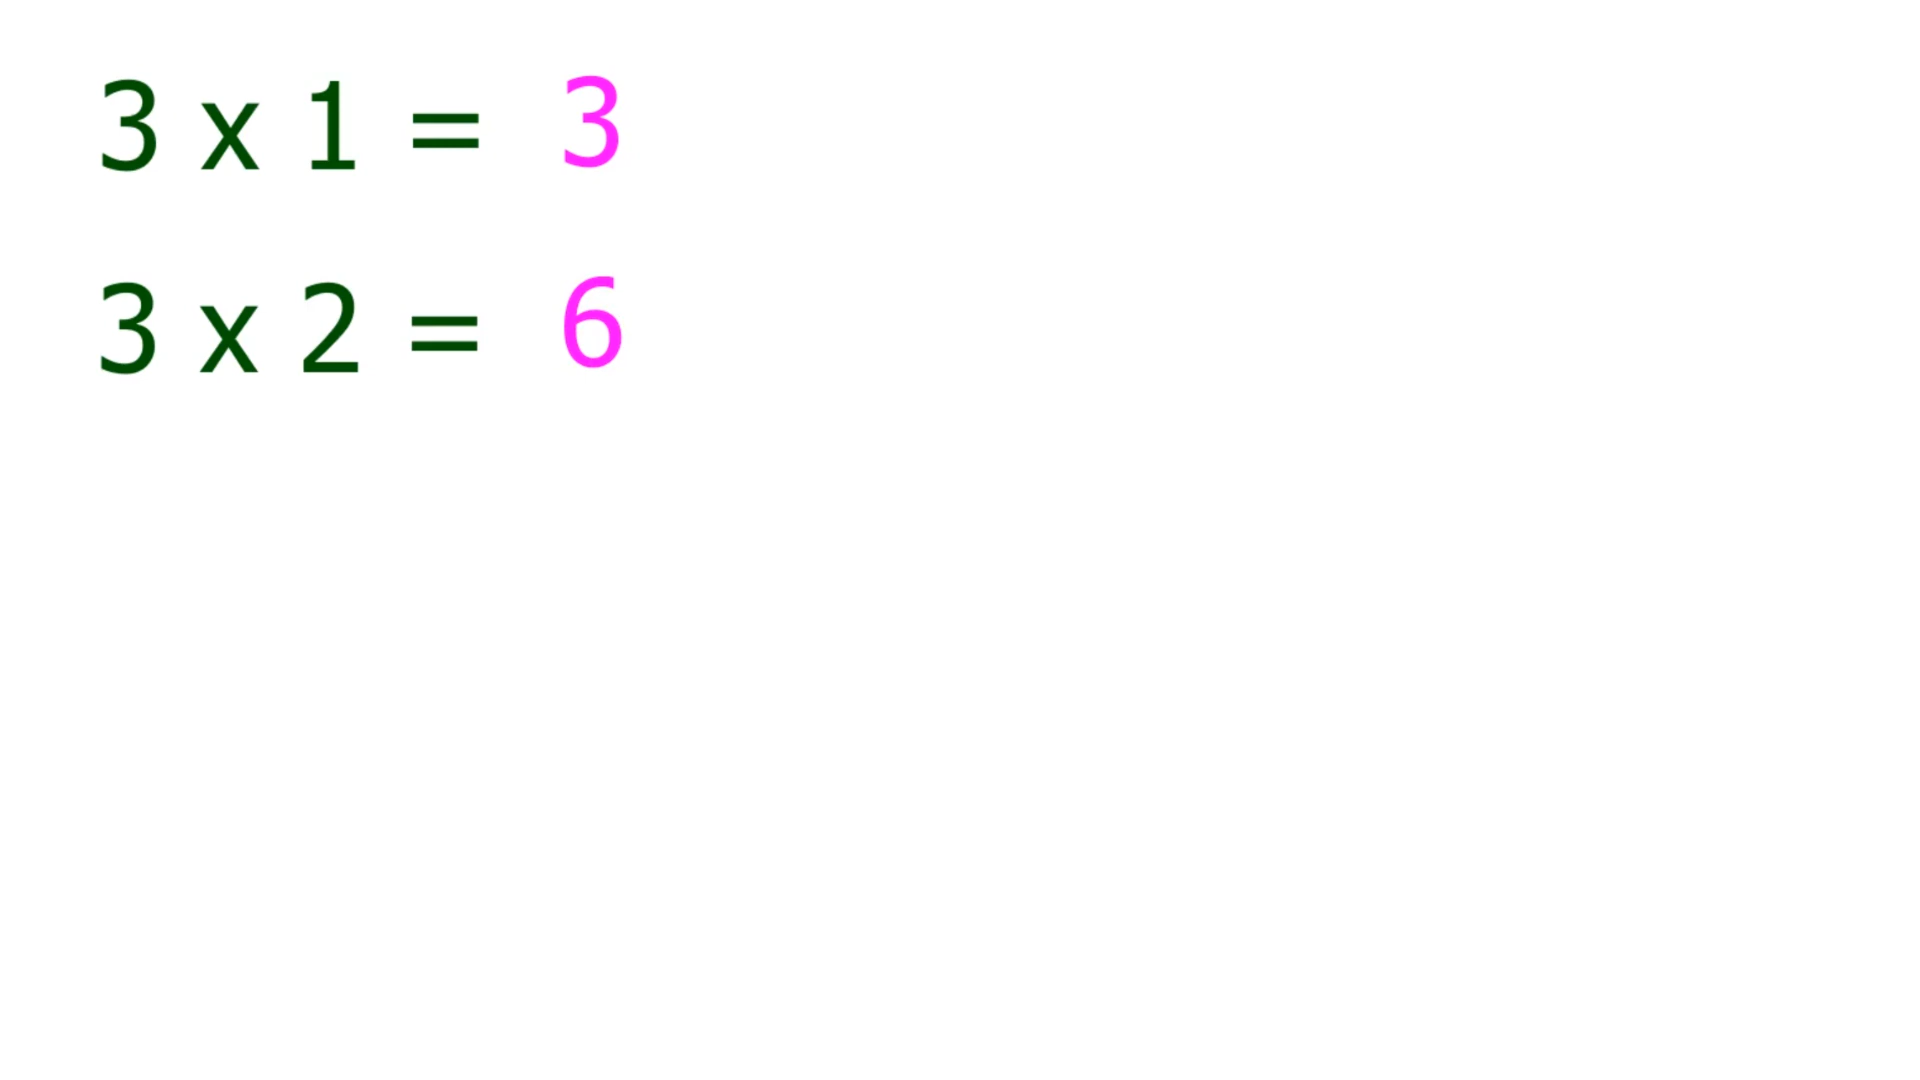 3 x 1 = 3
3 x 2 = 6